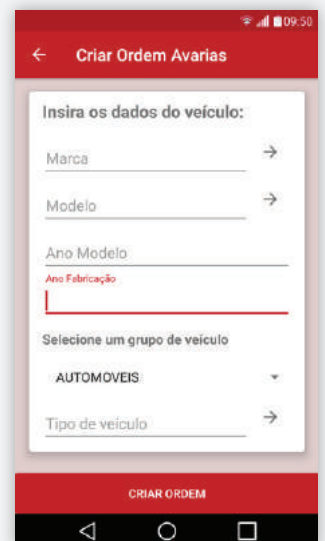 09:50
Criar Ordem Avarias
Insira os dados do veículo:
Marca
Modelo
Ano Modelo
Ano Fabricação
Selecione um grupo de veículo
AUTOMOVEIS
Tipo de veículo
CRIAR ORDEM